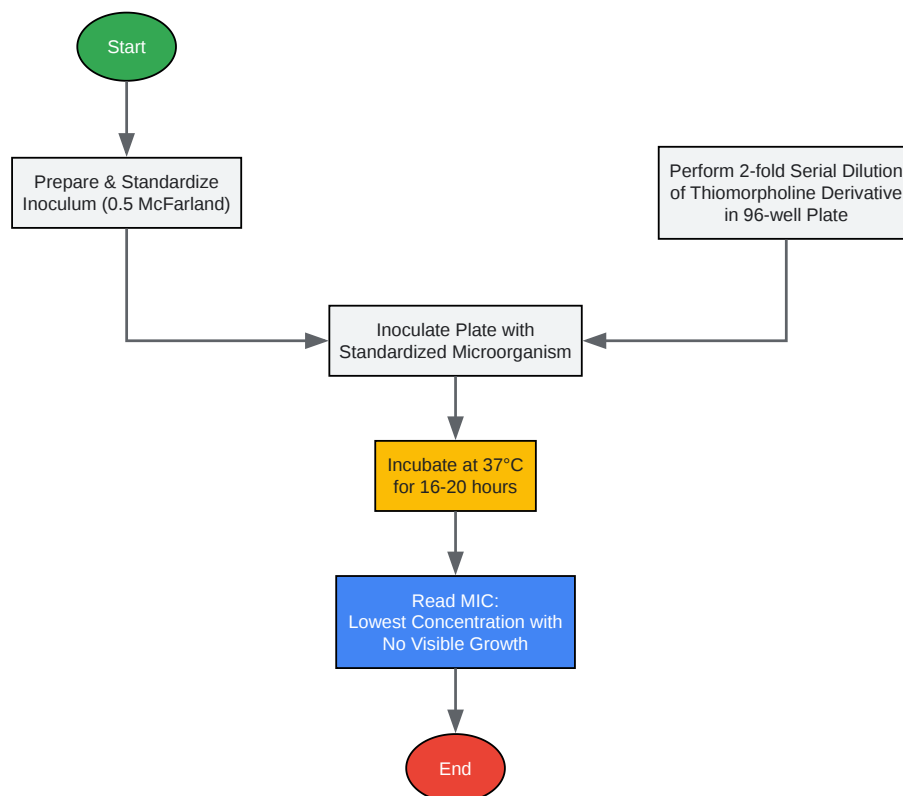 Start
Prepare & Standardize
Inoculum (0.5 McFarland)
Perform 2-fold Serial Dilution
of Thiomorpholine Derivative
in 96-well Plate
Inoculate Plate with
Standardized Microorganism
Incubate at 37°C
for 16-20 hours
Read MIC:
Lowest Concentration with
No Visible Growth
End